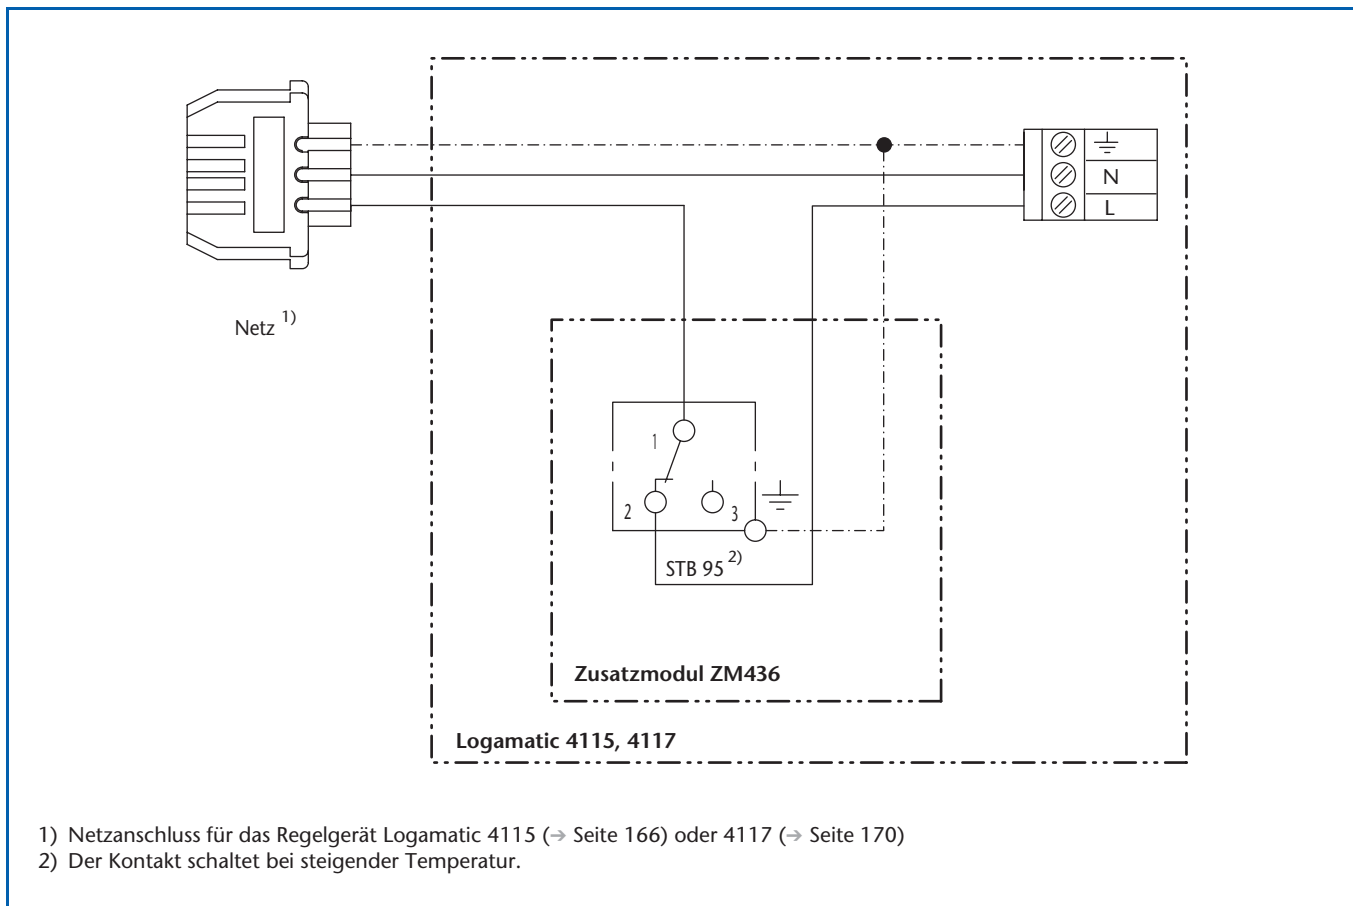 N
L
Netz 1)
1
2
3
STB 95 2)
Zusatzmodul ZM436
Logamatic 4115, 4117
1) Netzanschluss für das Regelgerät Logamatic 4115 (→ Seite 166) oder 4117 (→ Seite 170)
2) Der Kontakt schaltet bei steigender Temperatur.